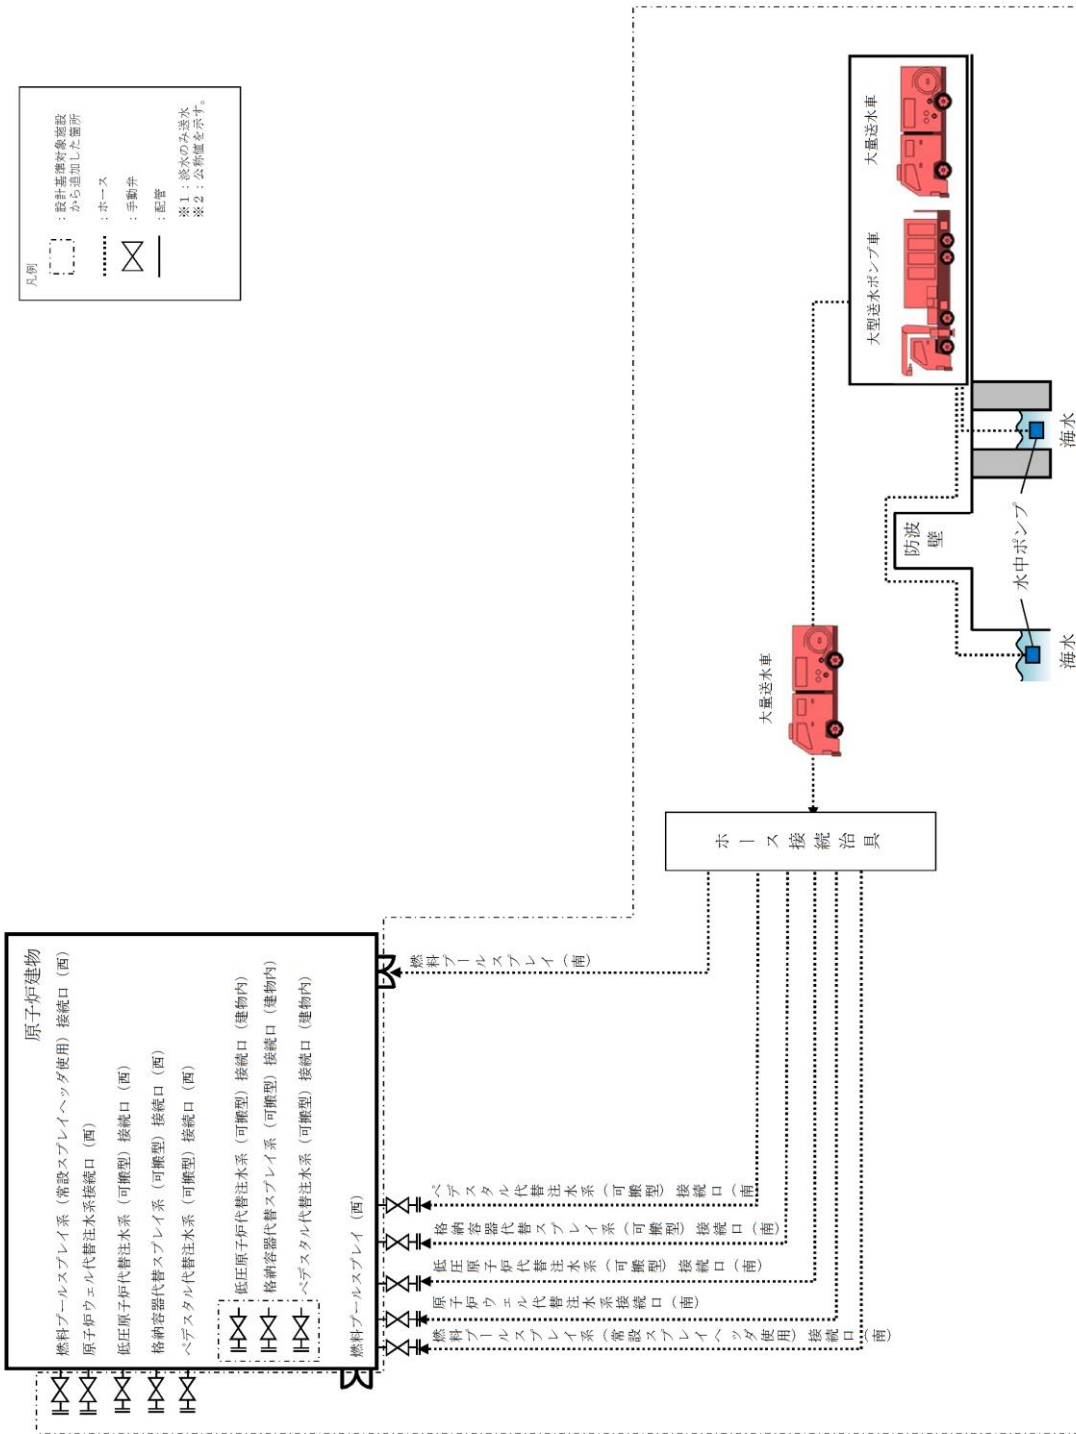 凡例
：設計基準対象施設
から追加した箇所
：ホース
：手動弁
：配管
※１：淡水のみ送水
※２：公称値を示す。
原子炉建物
燃料プールスプレイ系（常設スプレイヘッダ使用）接続口（西）
原子炉ウェル代替注水系接続口（西）
低圧原子炉代替注水系（可搬型）接続口（西）
格納容器代替スプレイ系（可搬型）接続口（西）
ペデスタル代替注水系（可搬型）接続口（西）
低圧原子炉代替注水系（可搬型）接続口（建物内）
格納容器代替スプレイ系（可搬型）接続口（建物内）
ペデスタル代替注水系（可搬型）接続口（建物内）
燃料プールスプレイ（西）
燃料プールスプレイ（南）
ペデスタル代替注水系（可搬型）接続口（南
格納容器代替スプレイ系（可搬型）接続口（南）
低圧原子炉代替注水系（可搬型）接続口（南）
原子炉ウェル代替注水系接続口（南）
燃料プールスプレイ系（常設スプレイヘッダ使用）接続口（南）
ホース接続治具
大量送水車
大型送水ポンプ車
大量送水車
防波
壁
水中ポンプ
海水
海水